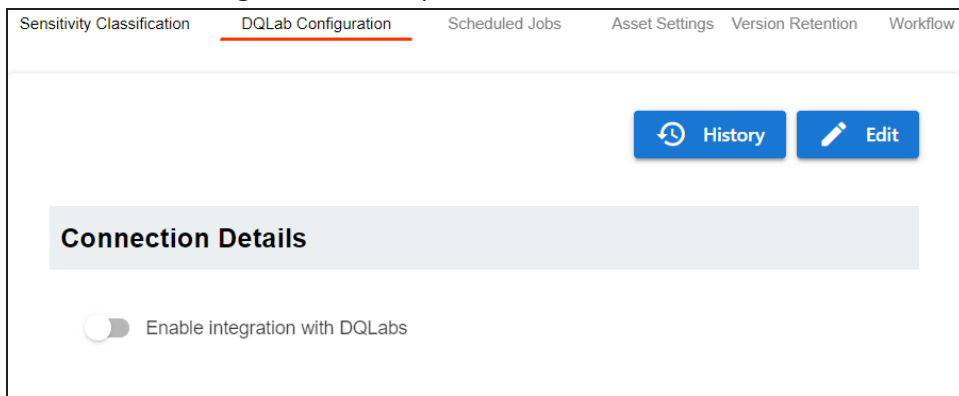 Sensitivity Classification DQLab Configuration Scheduled Jobs Asset Settings Version Retention Workflow
History Edit
Connection Details
Enable integration with DQLabs